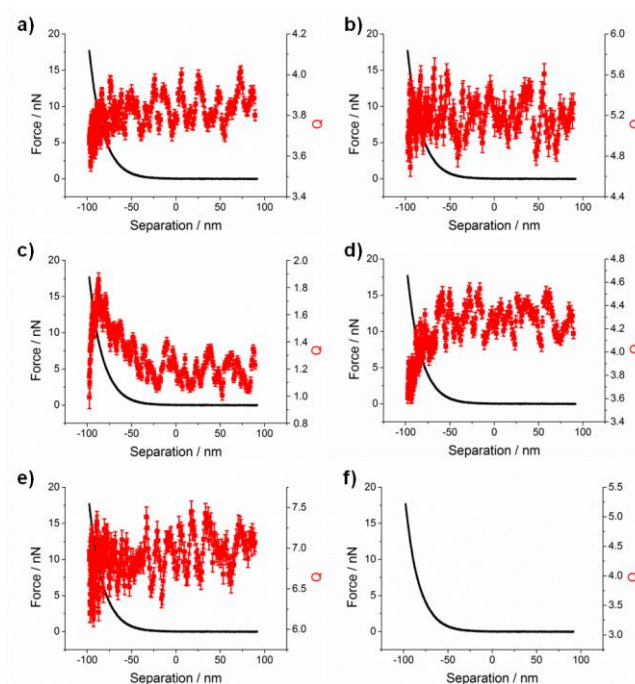 a)
Force / nN
20
15
10
5
0
-100 -50 0 50 100
Separation / nm
4.2
4.0
3.8
3.6
3.4
Q
b)
Force / nN
20
15
10
5
0
-100 -50 0 50 100
Separation / nm
6.0
5.6
5.2
4.8
4.4
Q
c)
Force / nN
20
15
10
5
0
-100 -50 0 50 100
Separation / nm
2.0
1.8
1.6
1.4
1.2
1.0
0.8
Q
d)
Force / nN
20
15
10
5
0
-100 -50 0 50 100
Separation / nm
4.8
4.6
4.4
4.2
4.0
3.8
3.6
3.4
Q
e)
Force / nN
20
15
10
5
0
-100 -50 0 50 100
Separation / nm
7.5
7.0
6.5
6.0
Q
f)
Force / nN
20
15
10
5
0
-100 -50 0 50 100
Separation / nm
5.5
5.0
4.5
4.0
3.5
3.0
Q